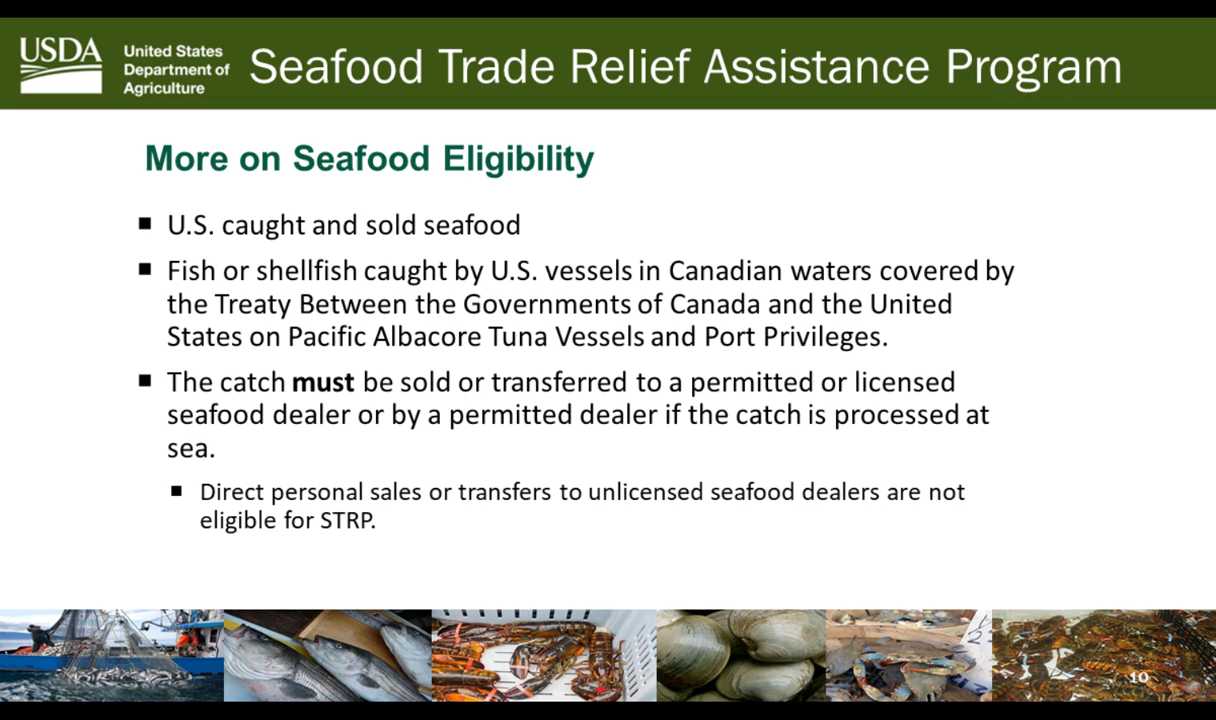 USDA
United States
Department of
Agriculture
Seafood Trade Relief Assistance Program
More on Seafood Eligibility
▪ U.S. caught and sold seafood
▪ Fish or shellfish caught by U.S. vessels in Canadian waters covered by
the Treaty Between the Governments of Canada and the United
States on Pacific Albacore Tuna Vessels and Port Privileges.
▪ The catch must be sold or transferred to a permitted or licensed
seafood dealer or by a permitted dealer if the catch is processed at
sea.
▪ Direct personal sales or transfers to unlicensed seafood dealers are not
eligible for STRP.
10